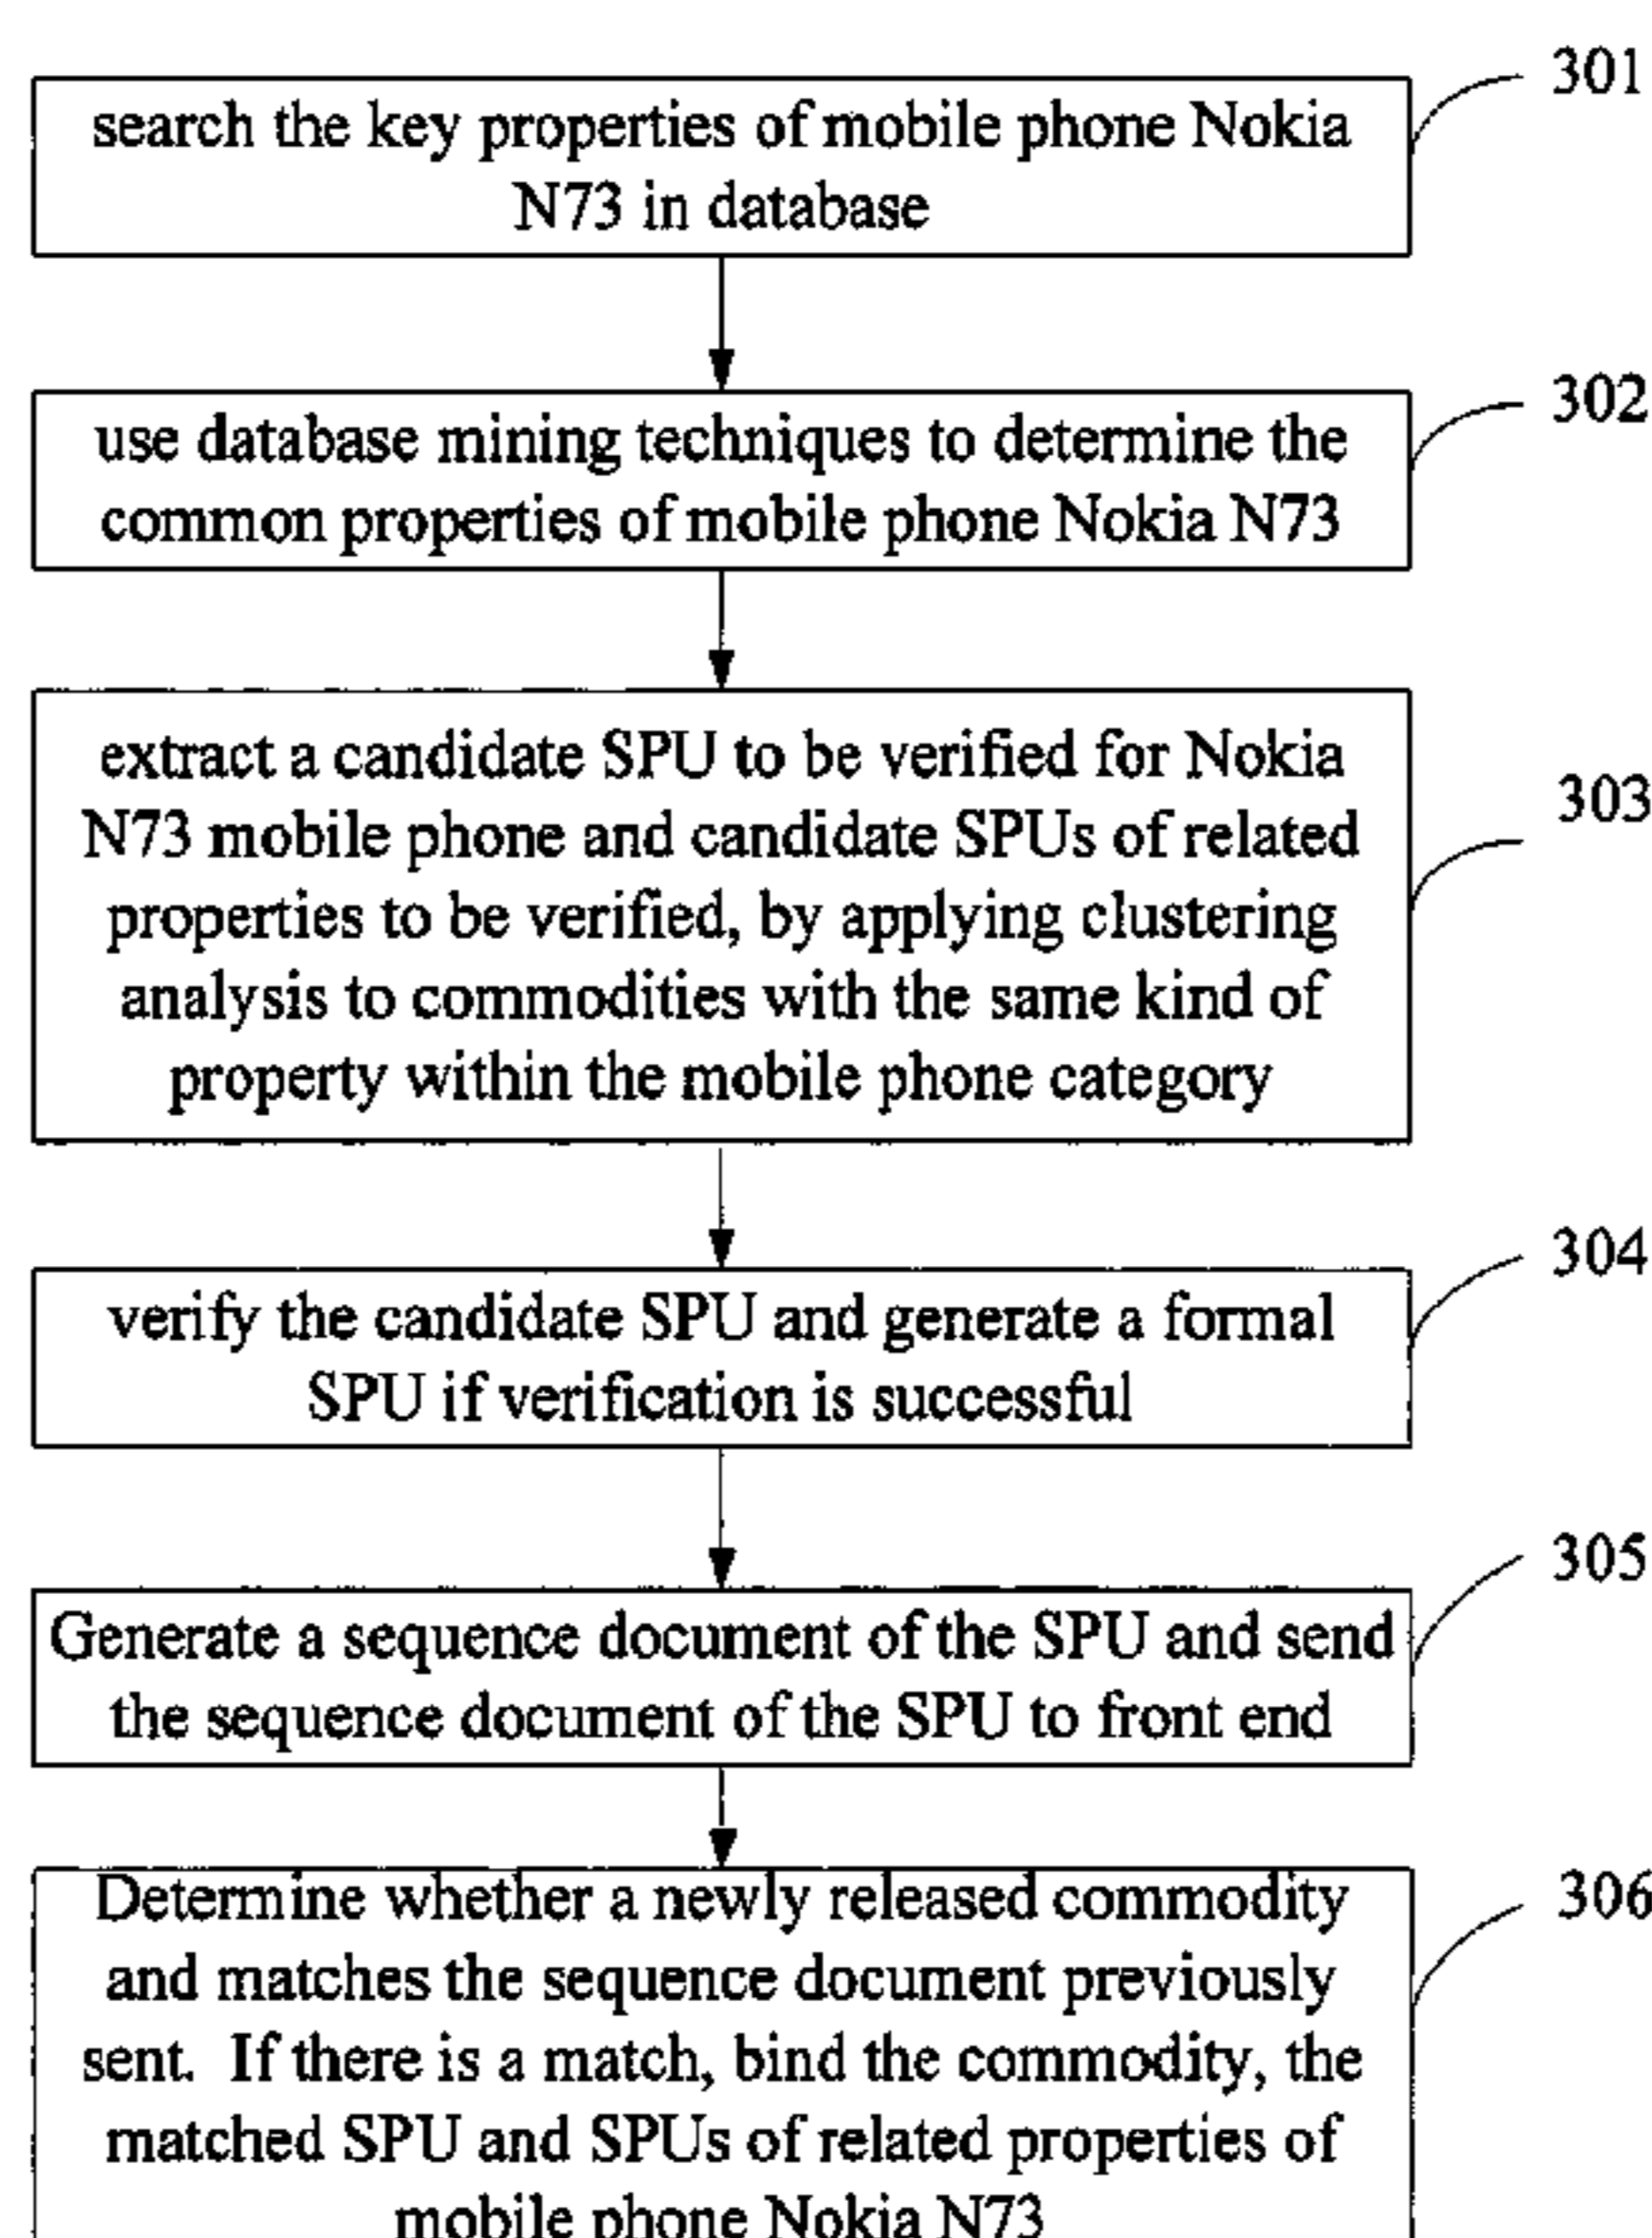 301
search the key properties of mobile phone Nokia
N73 in database
302
use database mining techniques to determine the
common properties of mobile phone Nokia N73
303
extract a candidate SPU to be verified for Nokia
N73 mobile phone and candidate SPUs of related
properties to be verified, by applying clustering
analysis to commodities with the same kind of
property within the mobile phone category
304
verify the candidate SPU and generate a formal
SPU if verification is successful
305
Generate a sequence document of the SPU and send
the sequence document of the SPU to front end
306
Determine whether a newly released commodity
and matches the sequence document previously
sent. If there is a match, bind the commodity, the
matched SPU and SPUs of related properties of
mobile phone Nokia N73